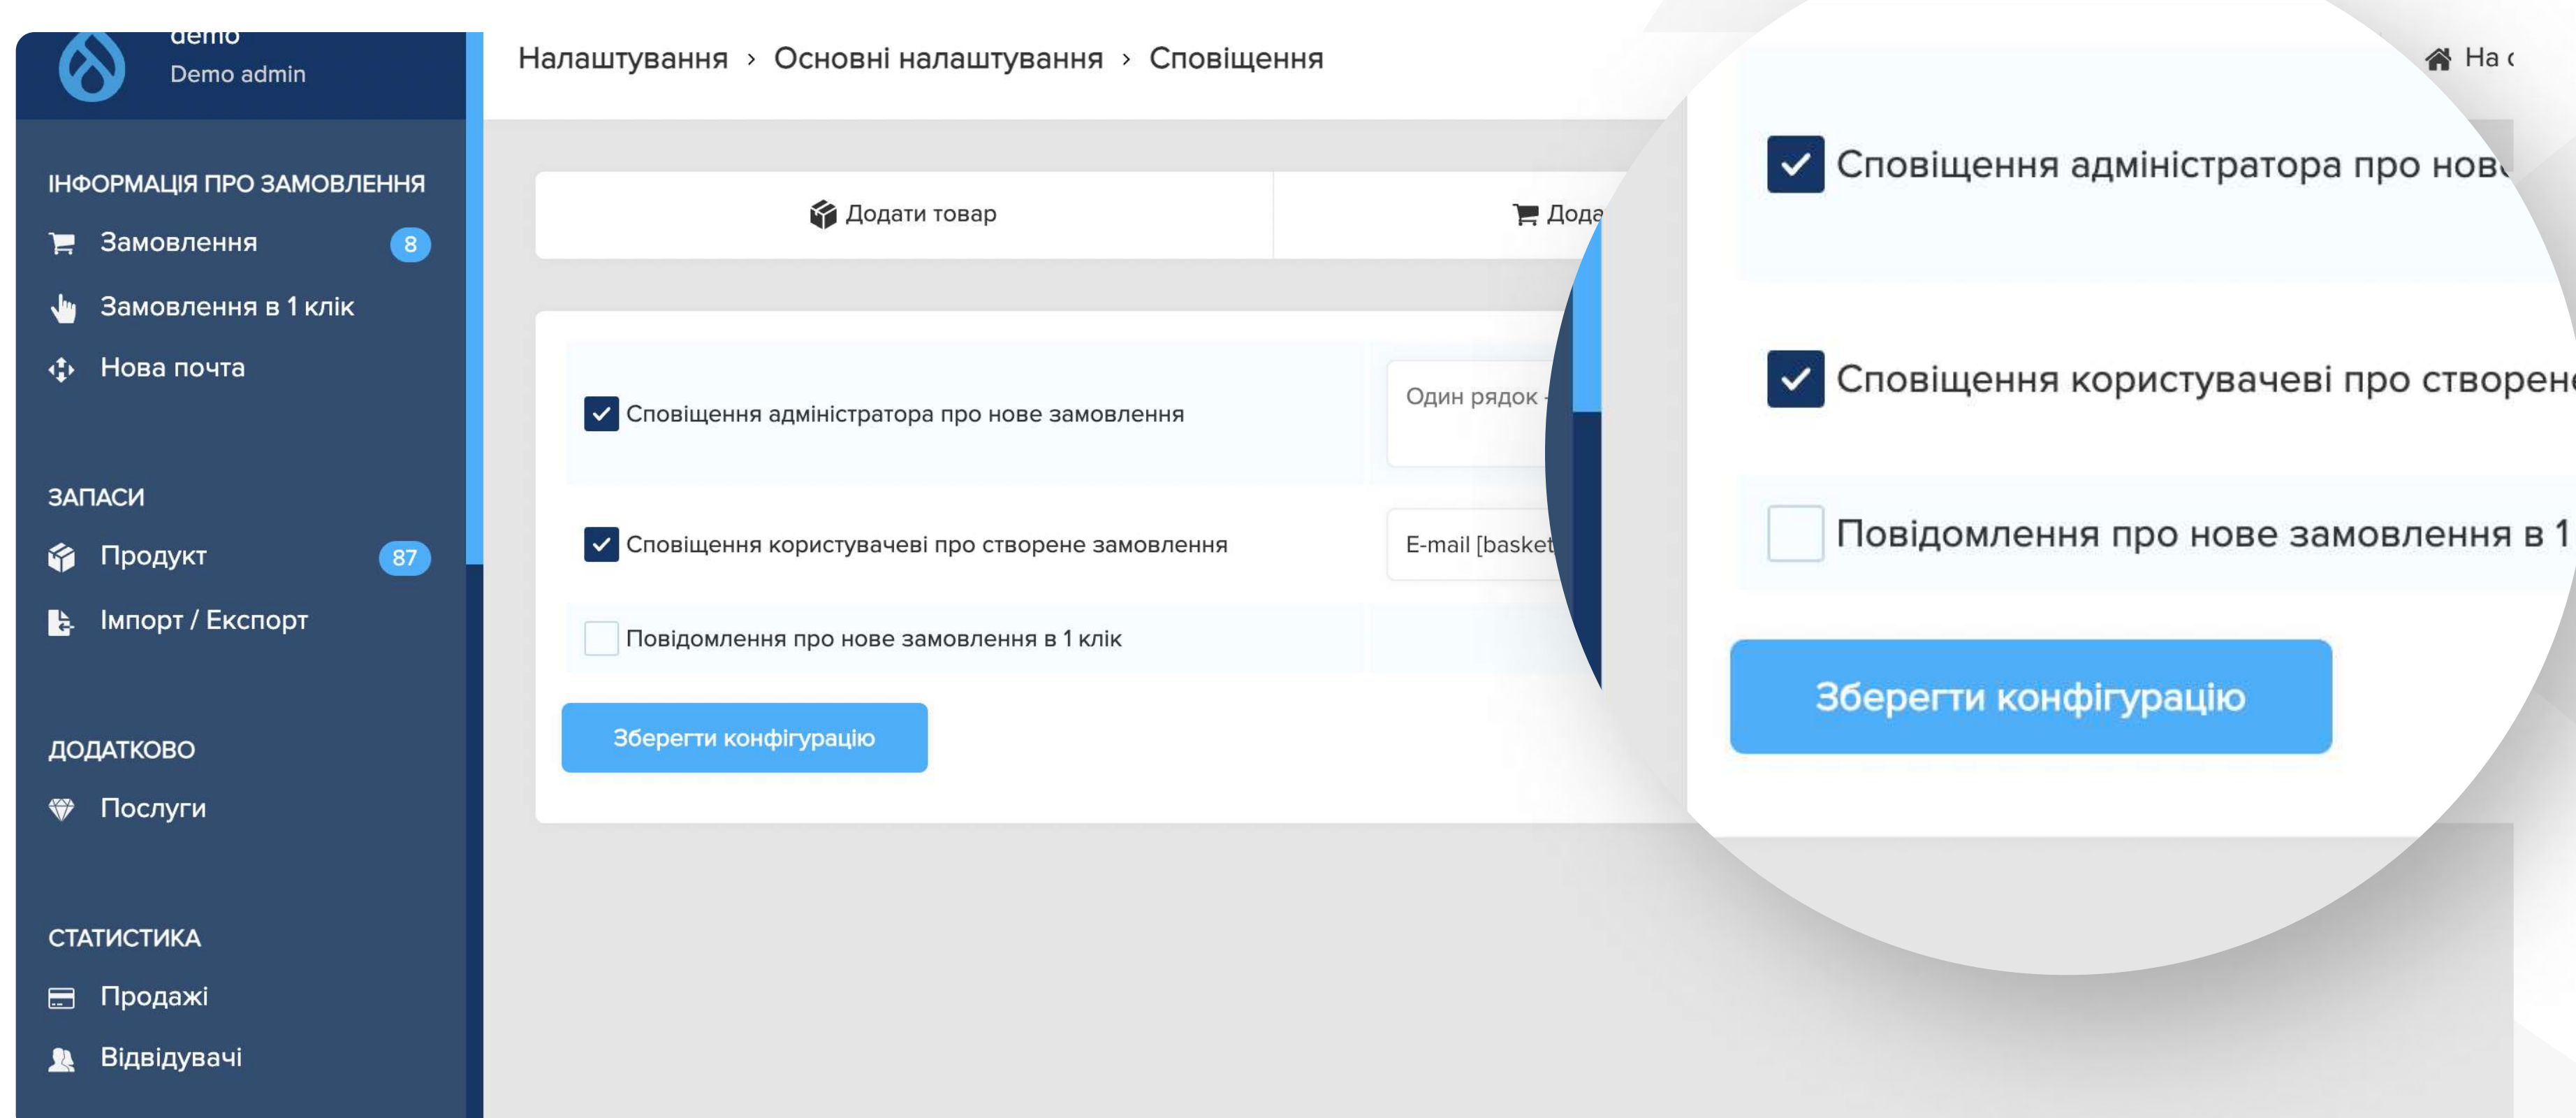 demo
Demo admin
ІНФОРМАЦІЯ ПРО ЗАМОВЛЕННЯ
Замовлення 8
Замовлення в 1 клік
Нова почта
ЗАПАСИ
Продукт 87
Імпорт / Експорт
ДОДАТКОВО
Послуги
СТАТИСТИКА
Продажі
Відвідувачі
Налаштування › Основні налаштування › Сповіщення
На
Додати товар
Дода
Сповіщення адміністратора про нове замовлення
Один рядок -
Сповіщення користувачеві про створене замовлення
E-mail [basket
Повідомлення про нове замовлення в 1 клік
Зберегти конфігурацію
Сповіщення адміністратора про нов
Сповіщення користувачеві про створен
Повідомлення про нове замовлення в 1
Зберегти конфігурацію